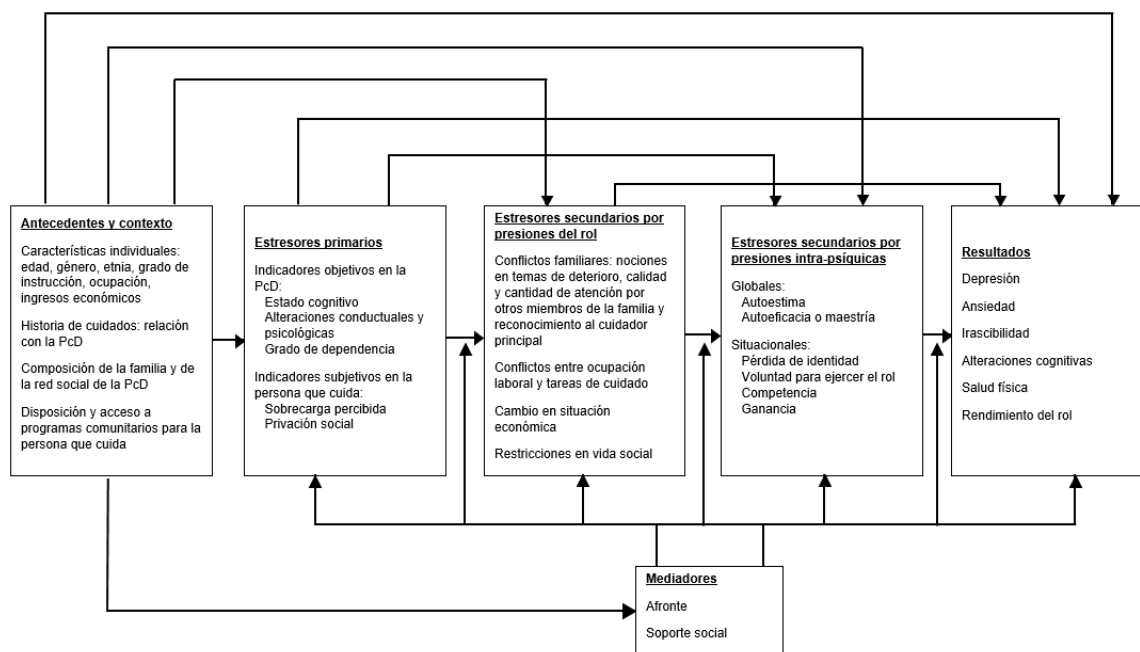 Antecedentes y contexto
Características individuales:
edad, género, etnia, grado de
instrucción, ocupación,
ingresos económicos
Historia de cuidados: relación
con la PcD
Composición de la familia y de
la red social de la PcD
Disposición y acceso a
programas comunitarios para la
persona que cuida
Estresores primarios
Indicadores objetivos en la
PcD:
Estado cognitivo
Alteraciones conductuales y
psicológicas
Grado de dependencia
Indicadores subjetivos en la
persona que cuida:
Sobrecarga percibida
Privación social
Estresores secundarios por
presiones del rol
Conflictos familiares: nociones
en temas de deterioro, calidad
y cantidad de atención por
otros miembros de la familia y
reconocimiento al cuidador
principal
Conflictos entre ocupación
laboral y tareas de cuidado
Cambio en situación
económica
Restricciones en vida social
Estresores secundarios por
presiones intra-psíquicas
Globales:
Autoestima
Autoeficacia o maestría
Situacionales:
Pérdida de identidad
Voluntad para ejercer el rol
Competencia
Ganancia
Resultados
Depresión
Ansiedad
Irascibilidad
Alteraciones cognitivas
Salud física
Rendimiento del rol
Mediadores
Afronte
Soporte social